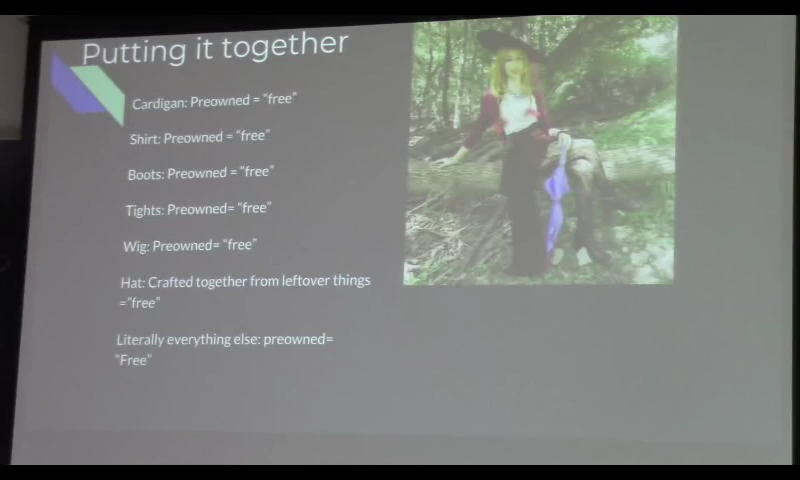 Putting it together
Cardigan: Preowned = “free”
Shirt: Preowned = “free”
Boots: Preowned = “free”
Tights: Preowned= “free”
Wig: Preowned= “free”
Hat: Crafted together from leftover things
=“free”
Literally everything else: preowned=
“Free”